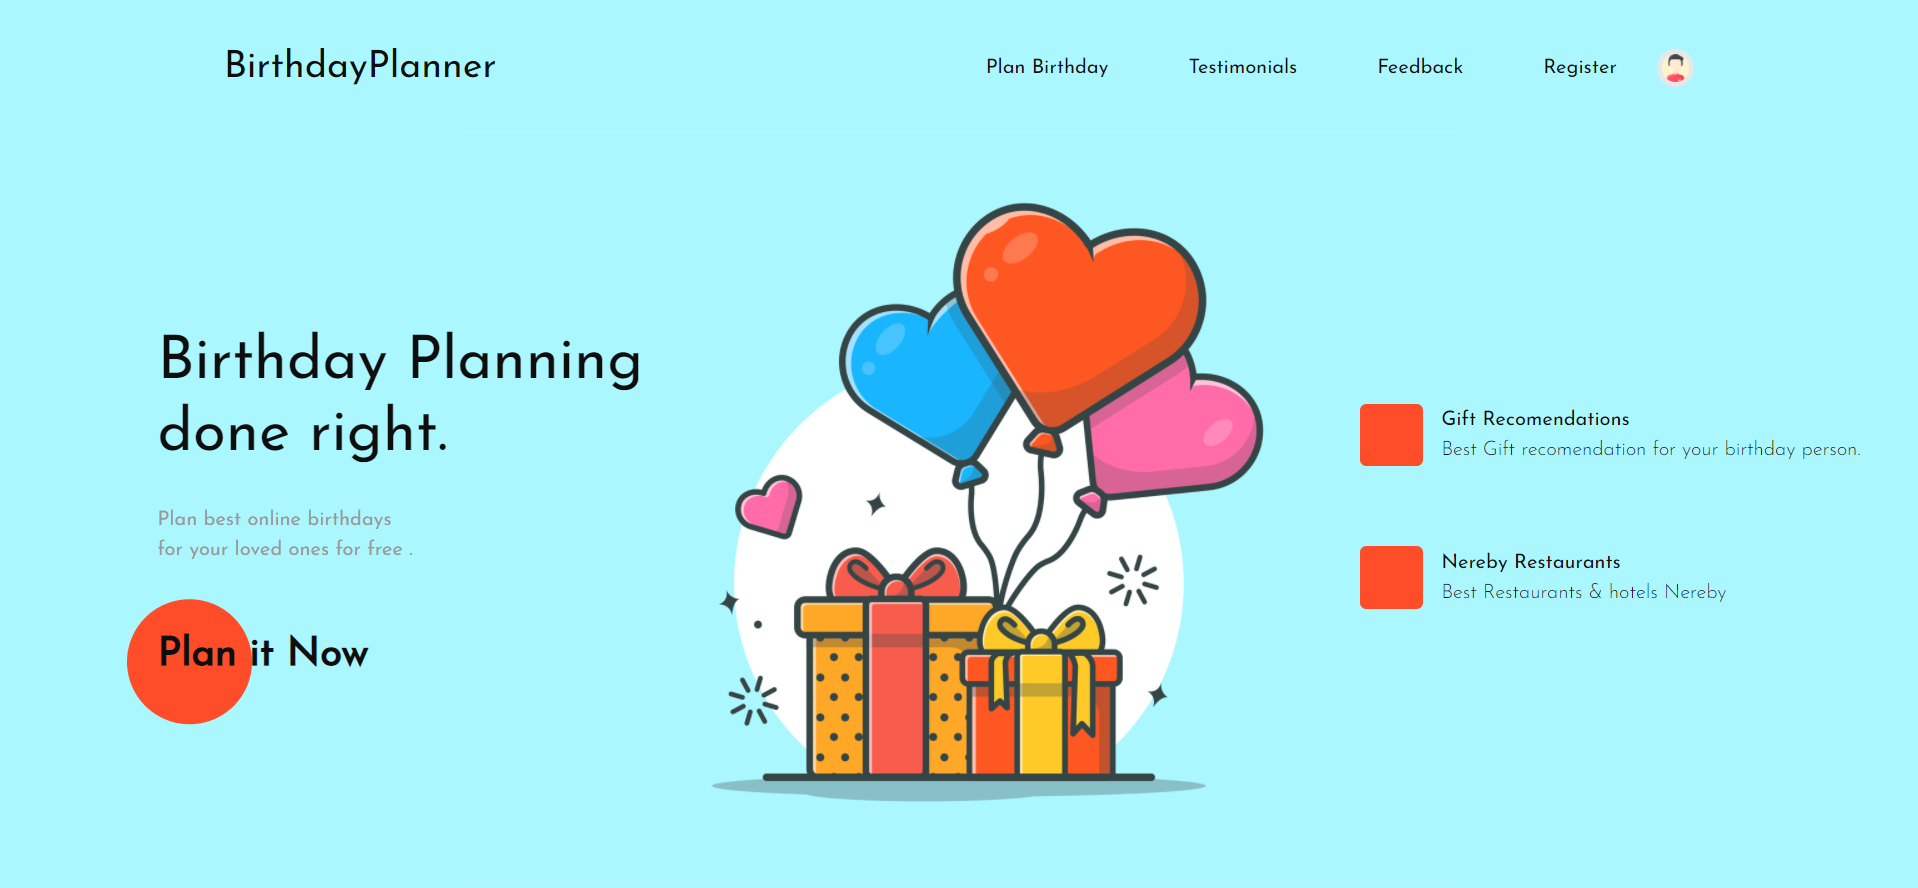 BirthdayPlanner
Plan Birthday
Testimonials
Feedback
Register
Birthday Planning
done right.
Plan best online birthdays
for your loved ones for free .
Plan it Now
Gift Recomendations
Best Gift recomendation for your birthday person.
Nereby Restaurants
Best Restaurants & hotels Nereby